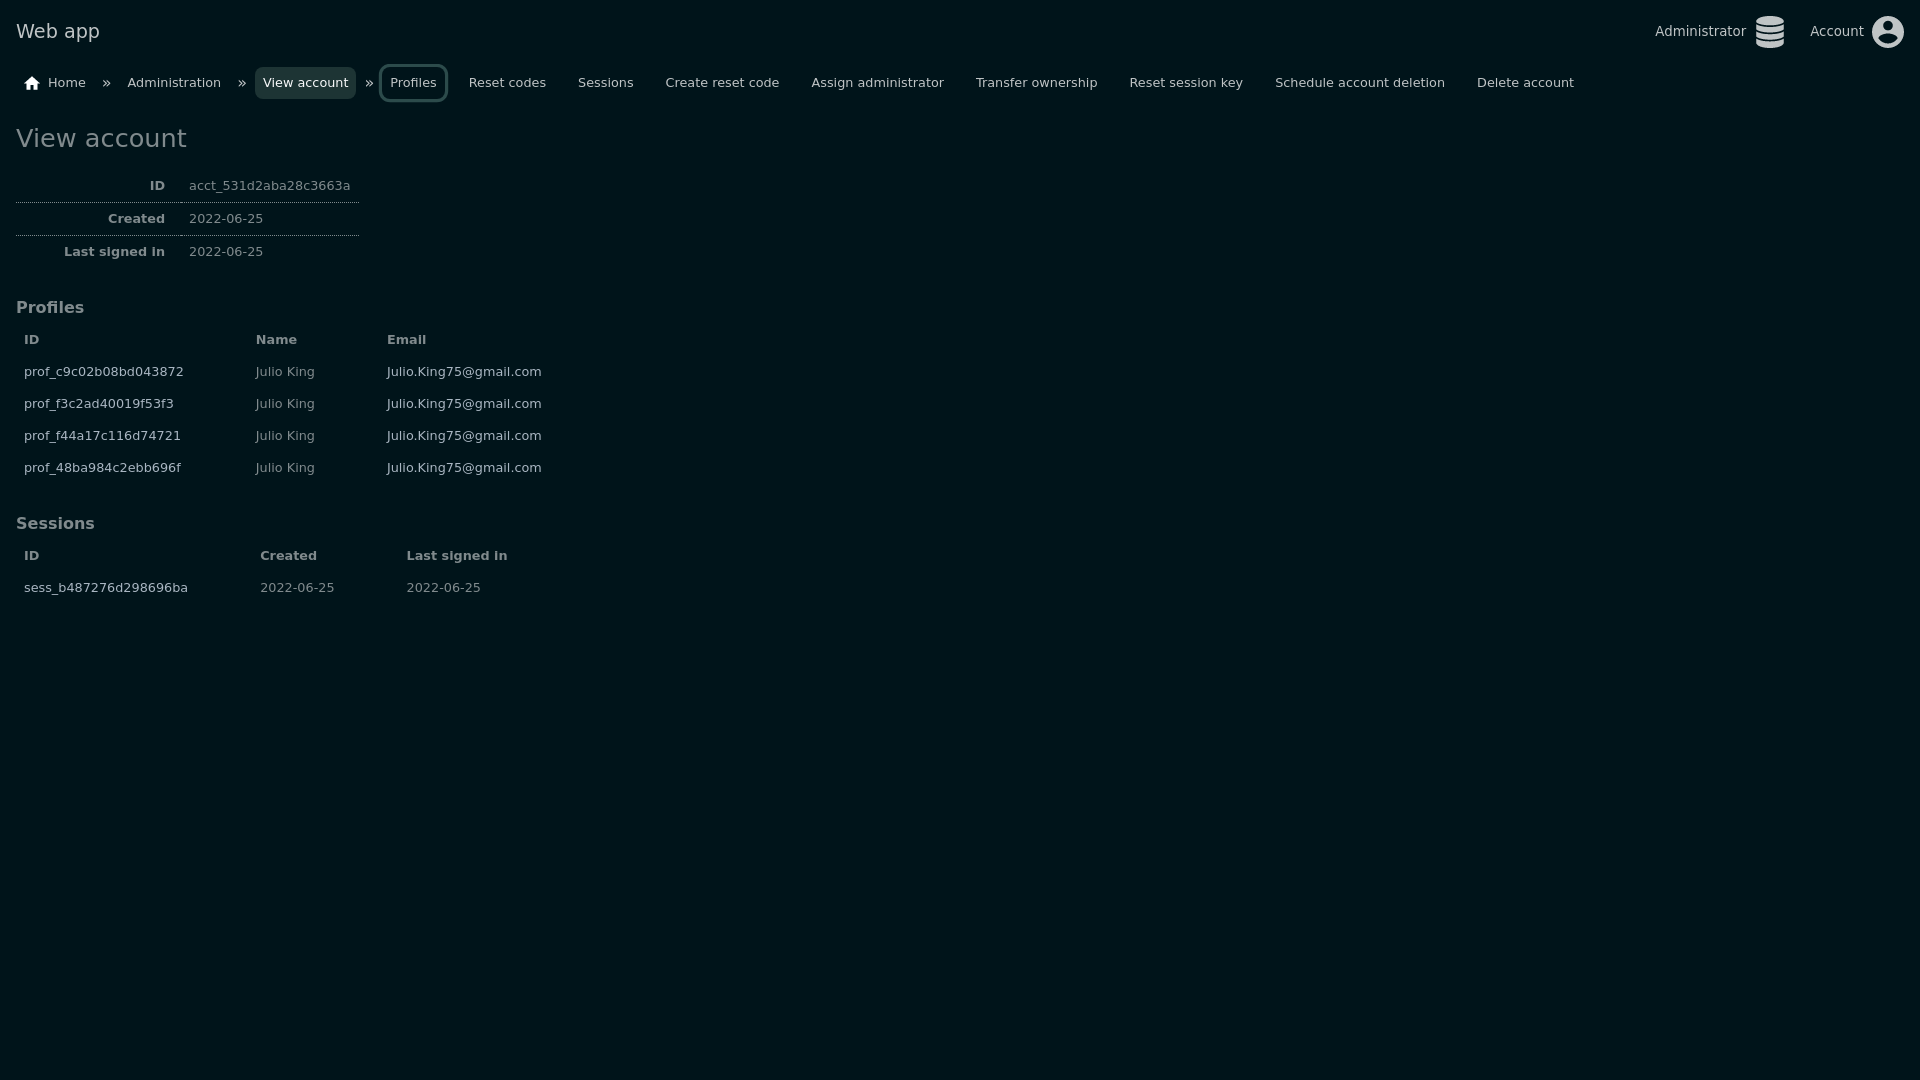 Web app
Administrator
Account
Home » Administration » View account » Profiles Reset codes Sessions Create reset code Assign administrator Transfer ownership Reset session key Schedule account deletion Delete account
View account
ID acct_531d2aba28c3663a
Created 2022-06-25
Last signed in 2022-06-25
Profiles
ID Name Email
prof_c9c02b08bd043872 Julio King Julio.King75@gmail.com
prof_f3c2ad40019f53f3 Julio King Julio.King75@gmail.com
prof_f44a17c116d74721 Julio King Julio.King75@gmail.com
prof_48ba984c2ebb696f Julio King Julio.King75@gmail.com
Sessions
ID Created Last signed in
sess_b487276d298696ba 2022-06-25 2022-06-25